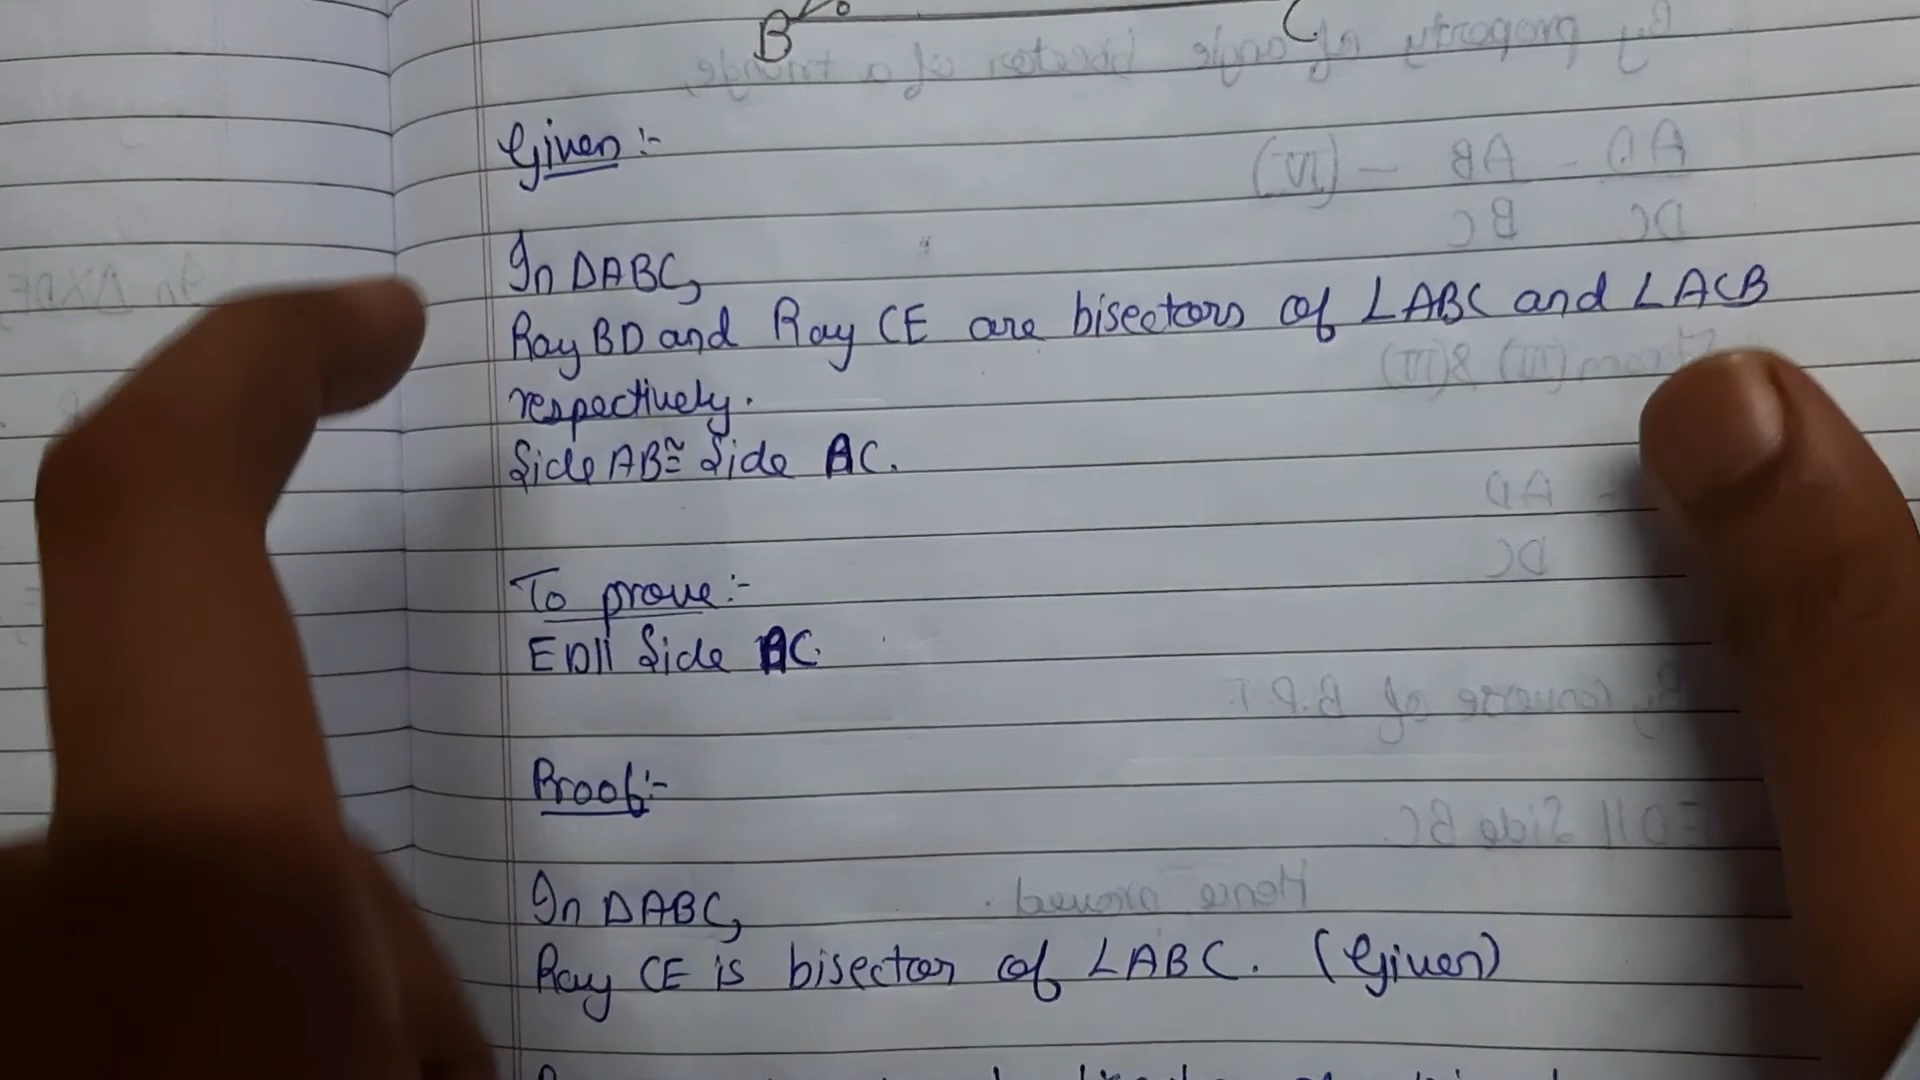 B C
Given :-
In ΔABC,
Ray BD and Ray CE are bisectors of ∠ABC and ∠ACB
respectively.
Side AB ≅ Side AC.
To prove :-
ED || Side AC.
Proof :-
In ΔABC,
Ray CE is bisector of ∠ABC. (Given)